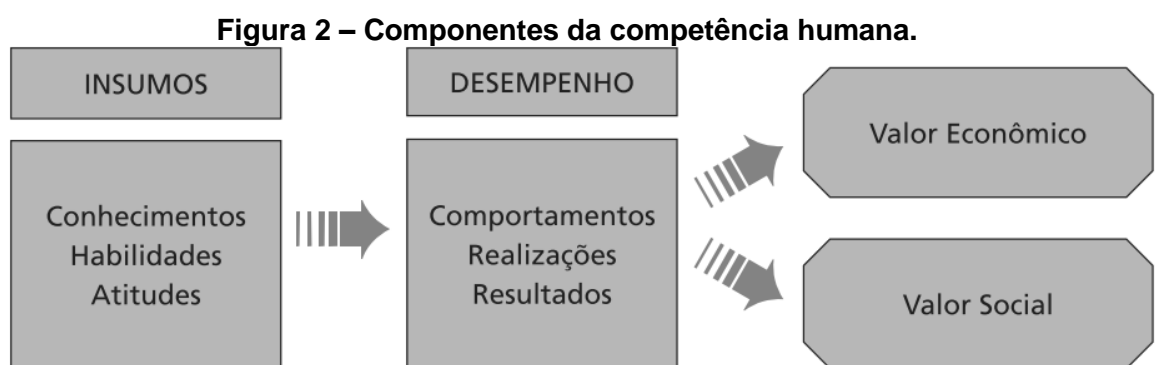 Figura 2 – Componentes da competência humana.
INSUMOS
Conhecimentos
Habilidades
Atitudes
DESEMPENHO
Comportamentos
Realizações
Resultados
Valor Econômico
Valor Social